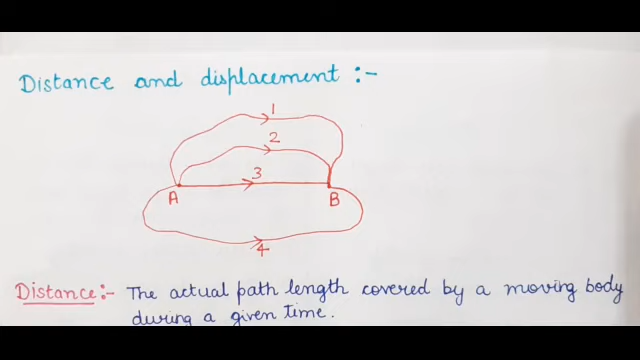 Distance and displacement :-
1
2
3
A
B
4
Distance:- The actual path length covered by a moving body
during a given time.